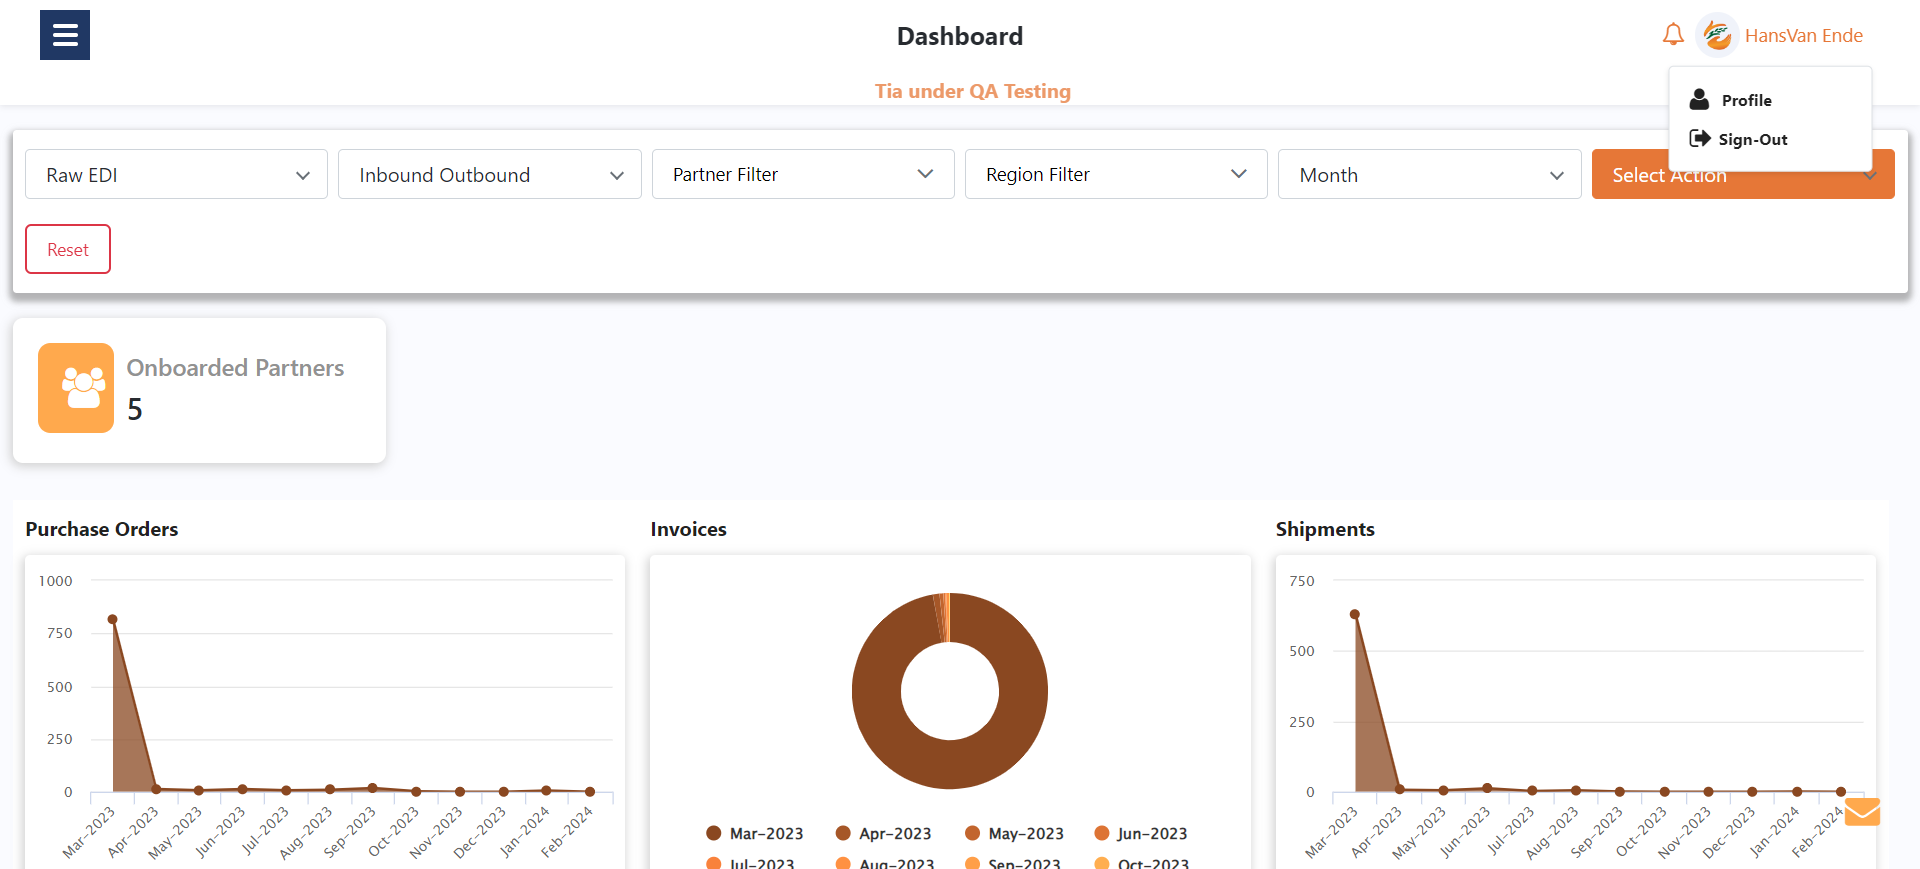 Dashboard
HansVan Ende
Tia under QA Testing
Profile
Sign-Out
Raw EDI
Inbound Outbound
Partner Filter
Region Filter
Month
Select Action
Reset
Onboarded Partners
5
Purchase Orders
1000
750
500
250
0
Mar-2023
Apr-2023
May-2023
Jun-2023
Jul-2023
Aug-2023
Sep-2023
Oct-2023
Nov-2023
Dec-2023
Jan-2024
Feb-2024
Invoices
Mar-2023
Apr-2023
May-2023
Jun-2023
Jul-2023
Aug-2023
Sep-2023
Oct-2023
Shipments
750
500
250
0
Mar-2023
Apr-2023
May-2023
Jun-2023
Jul-2023
Aug-2023
Sep-2023
Oct-2023
Nov-2023
Dec-2023
Jan-2024
Feb-2024